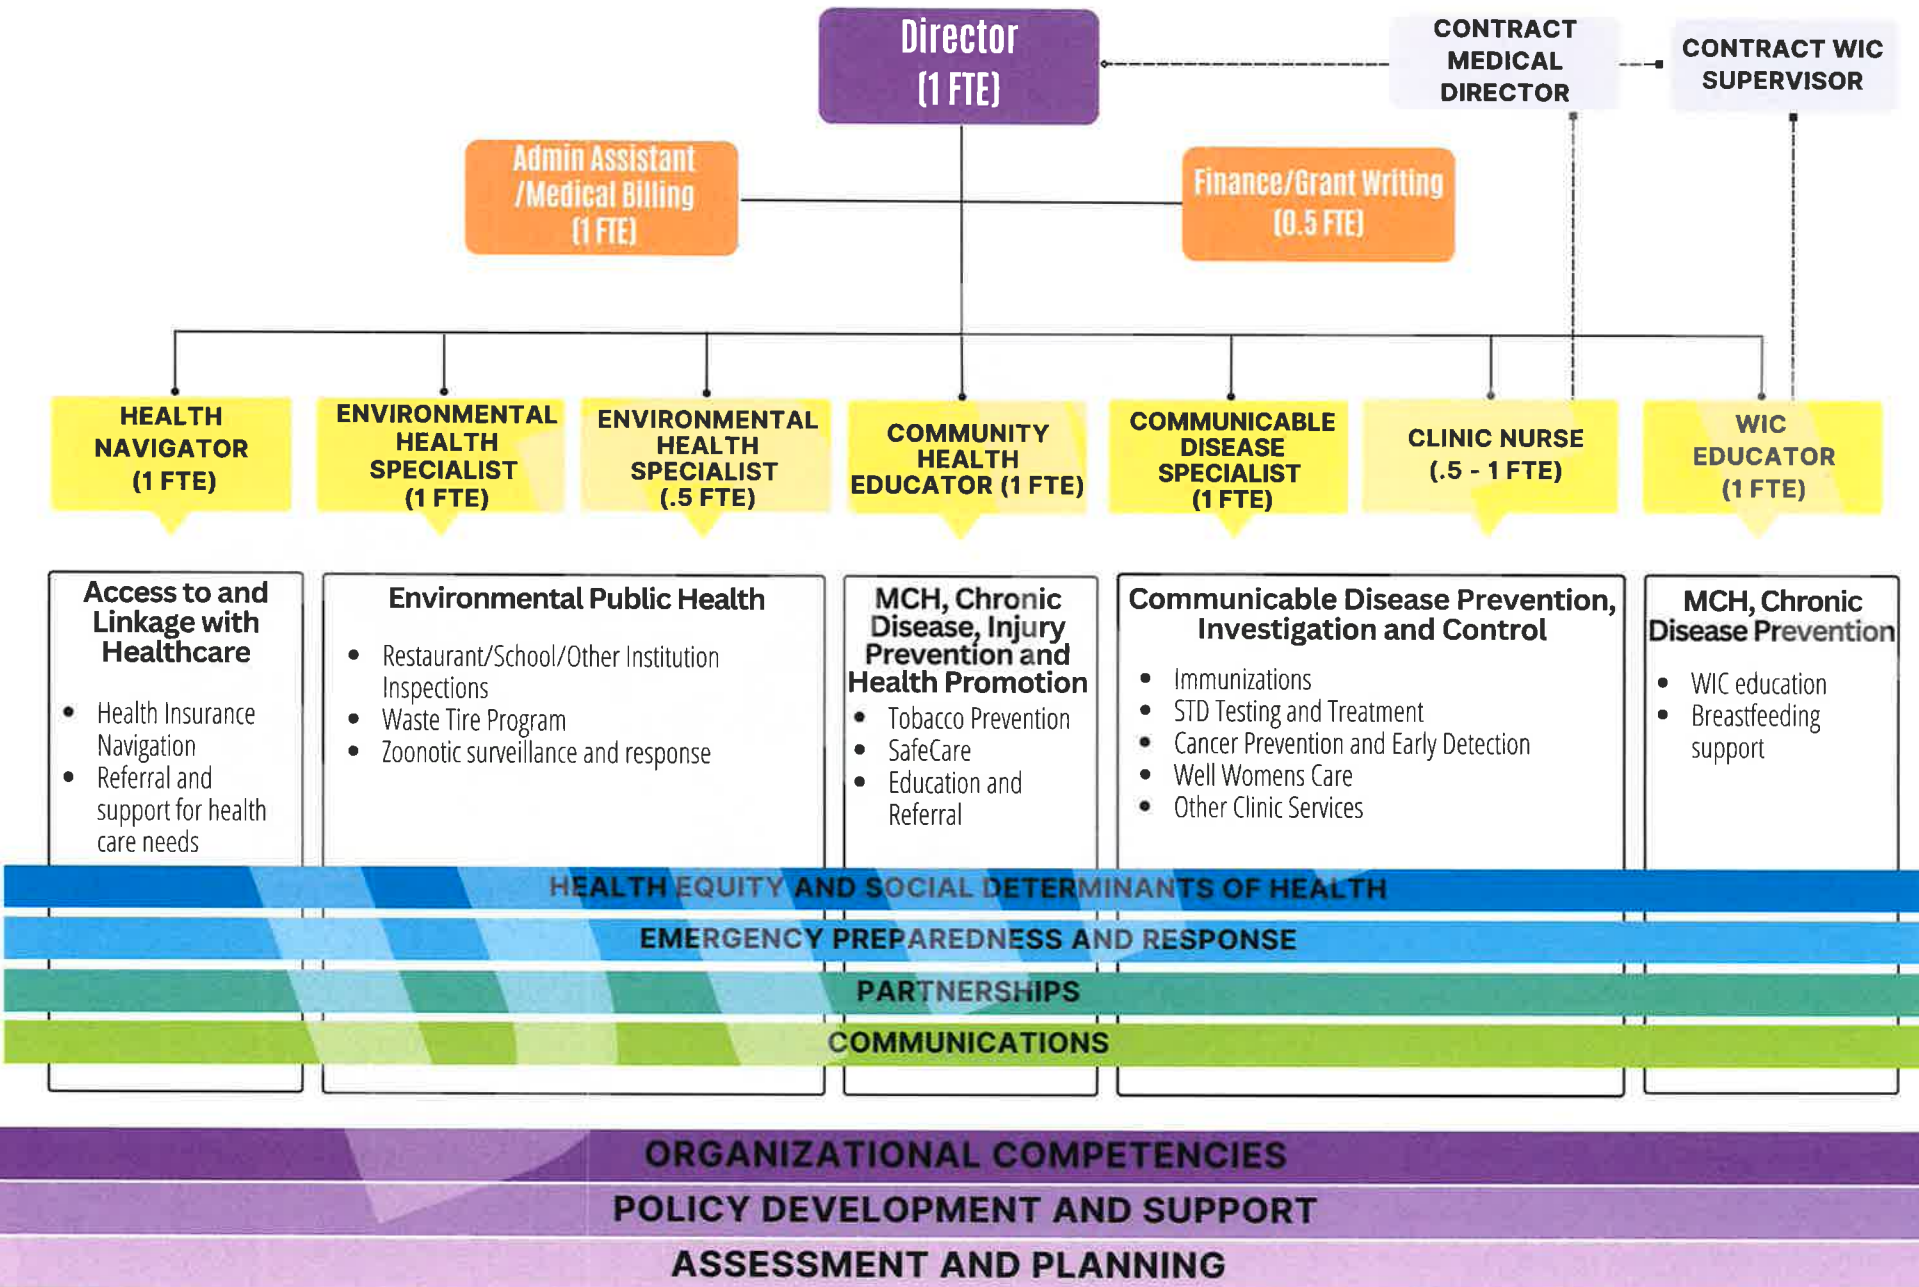 Director
(1 FTE)
CONTRACT
MEDICAL
DIRECTOR
CONTRACT WIC
SUPERVISOR
Admin Assistant
/Medical Billing
(1 FTE)
Finance/Grant Writing
(0.5 FTE)
HEALTH
NAVIGATOR
(1 FTE)
ENVIRONMENTAL
HEALTH
SPECIALIST
(1 FTE)
ENVIRONMENTAL
HEALTH
SPECIALIST
(.5 FTE)
COMMUNITY
HEALTH
EDUCATOR (1 FTE)
COMMUNICABLE
DISEASE
SPECIALIST
(1 FTE)
CLINIC NURSE
(.5 - 1 FTE)
WIC
EDUCATOR
(1 FTE)
Access to and
Linkage with
Healthcare
• Health Insurance
Navigation
• Referral and
support for health
care needs
Environmental Public Health
• Restaurant/School/Other Institution
Inspections
• Waste Tire Program
• Zoonotic surveillance and response
MCH, Chronic
Disease, Injury
Prevention and
Health Promotion
• Tobacco Prevention
• SafeCare
• Education and
Referral
Communicable Disease Prevention,
Investigation and Control
• Immunizations
• STD Testing and Treatment
• Cancer Prevention and Early Detection
• Well Womens Care
• Other Clinic Services
MCH, Chronic
Disease Prevention
• WIC education
• Breastfeeding
support
HEALTH EQUITY AND SOCIAL DETERMINANTS OF HEALTH
EMERGENCY PREPAREDNESS AND RESPONSE
PARTNERSHIPS
COMMUNICATIONS
ORGANIZATIONAL COMPETENCIES
POLICY DEVELOPMENT AND SUPPORT
ASSESSMENT AND PLANNING